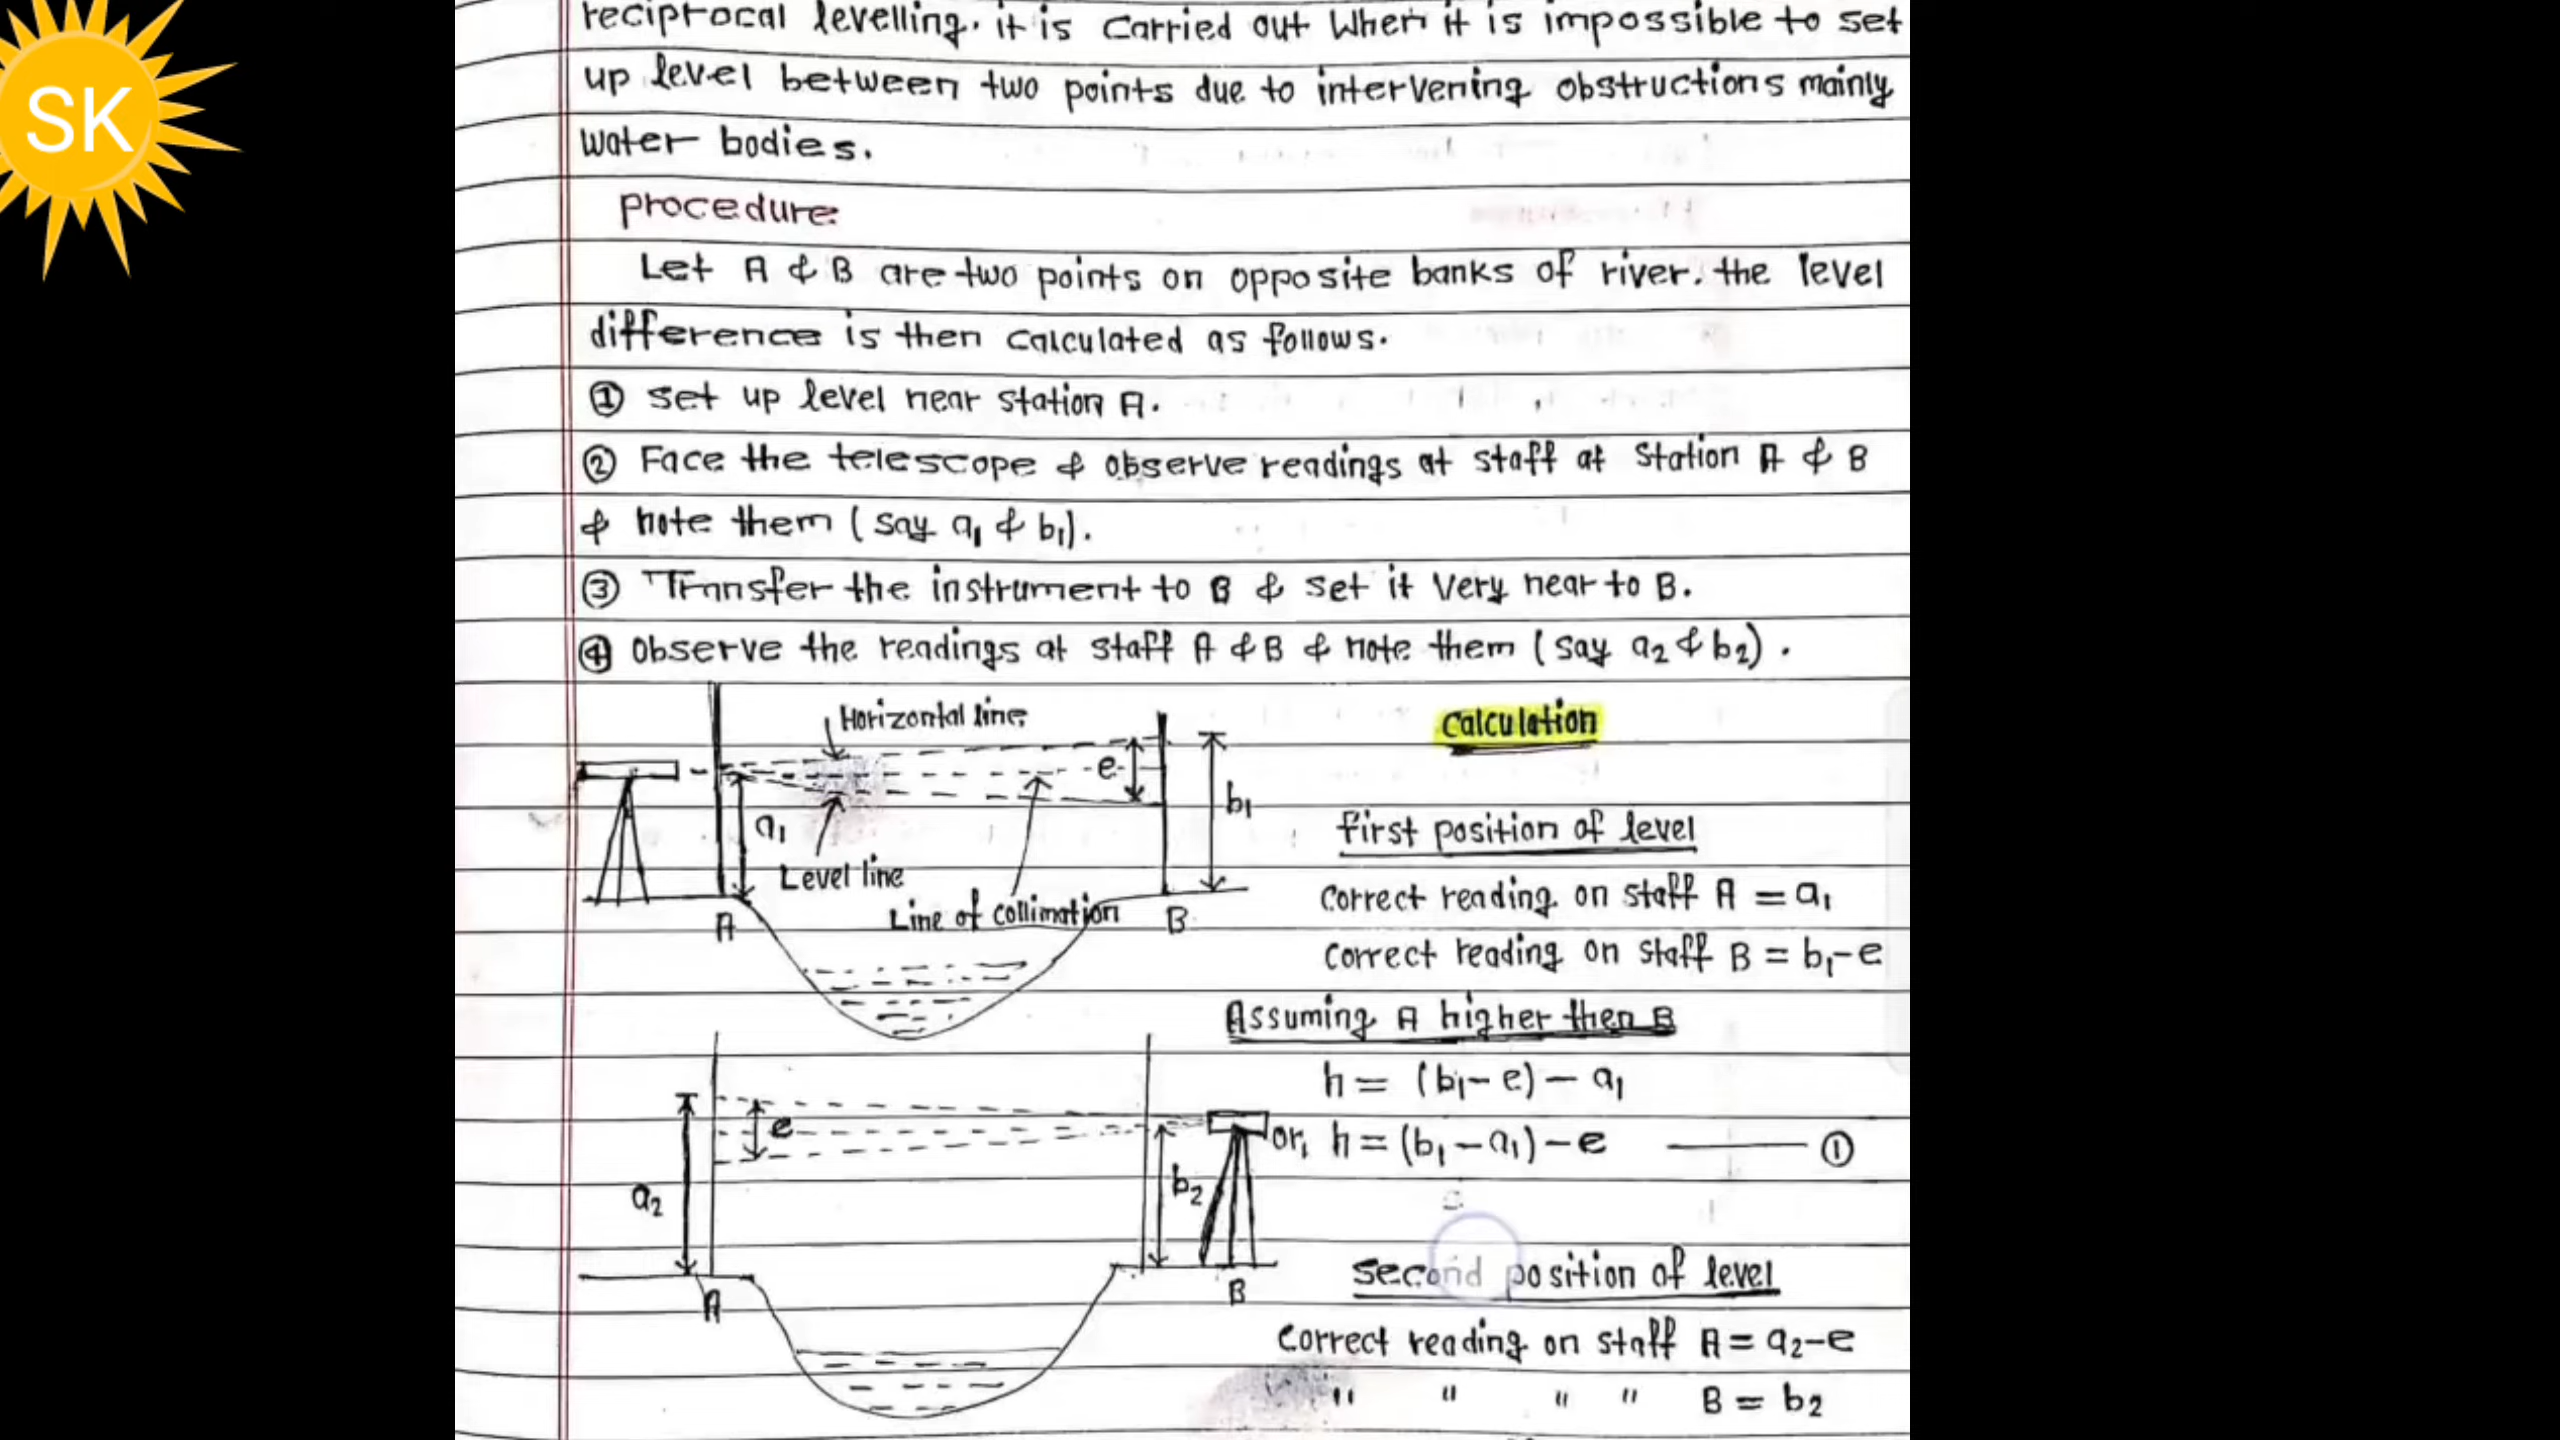 SK
reciprocal levelling. it is carried out when it is impossible to set
up level between two points due to intervening obstructions mainly
water bodies.
procedure:
Let A & B are two points on opposite banks of river. the level
difference is then calculated as follows.
① set up level near station A.
② Face the telescope & observe readings at staff at station A & B
& note them (say a₁ & b₁).
③ Transfer the instrument to B & set it very near to B.
④ Observe the readings at staff A & B & note them (say a₂ & b₂).
Horizontal line
e
b₁
a₁
Level line
Line of collimation
A
B
calculation
first position of level
correct reading on staff A = a₁
correct reading on staff B = b₁-e
Assuming A higher then B
h = (b₁-e) - a₁
or, h = (b₁-a₁)-e ①
e
a₂
b₂
A
B
second position of level
correct reading on staff A = a₂-e
" " " " B = b₂